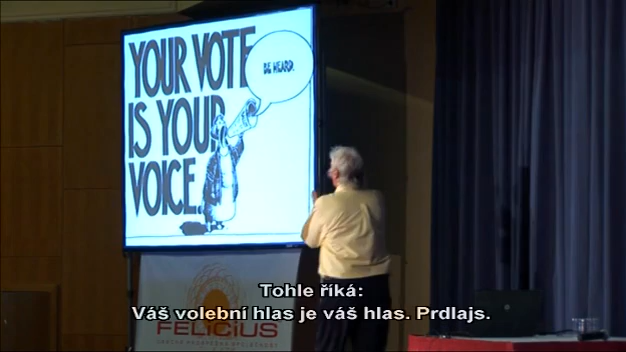 YOUR VOTE
IS YOUR
VOICE.
BE HEARD.
Tohle říká:
Váš volební hlas je váš hlas. Prdlajs.
FELICIUS